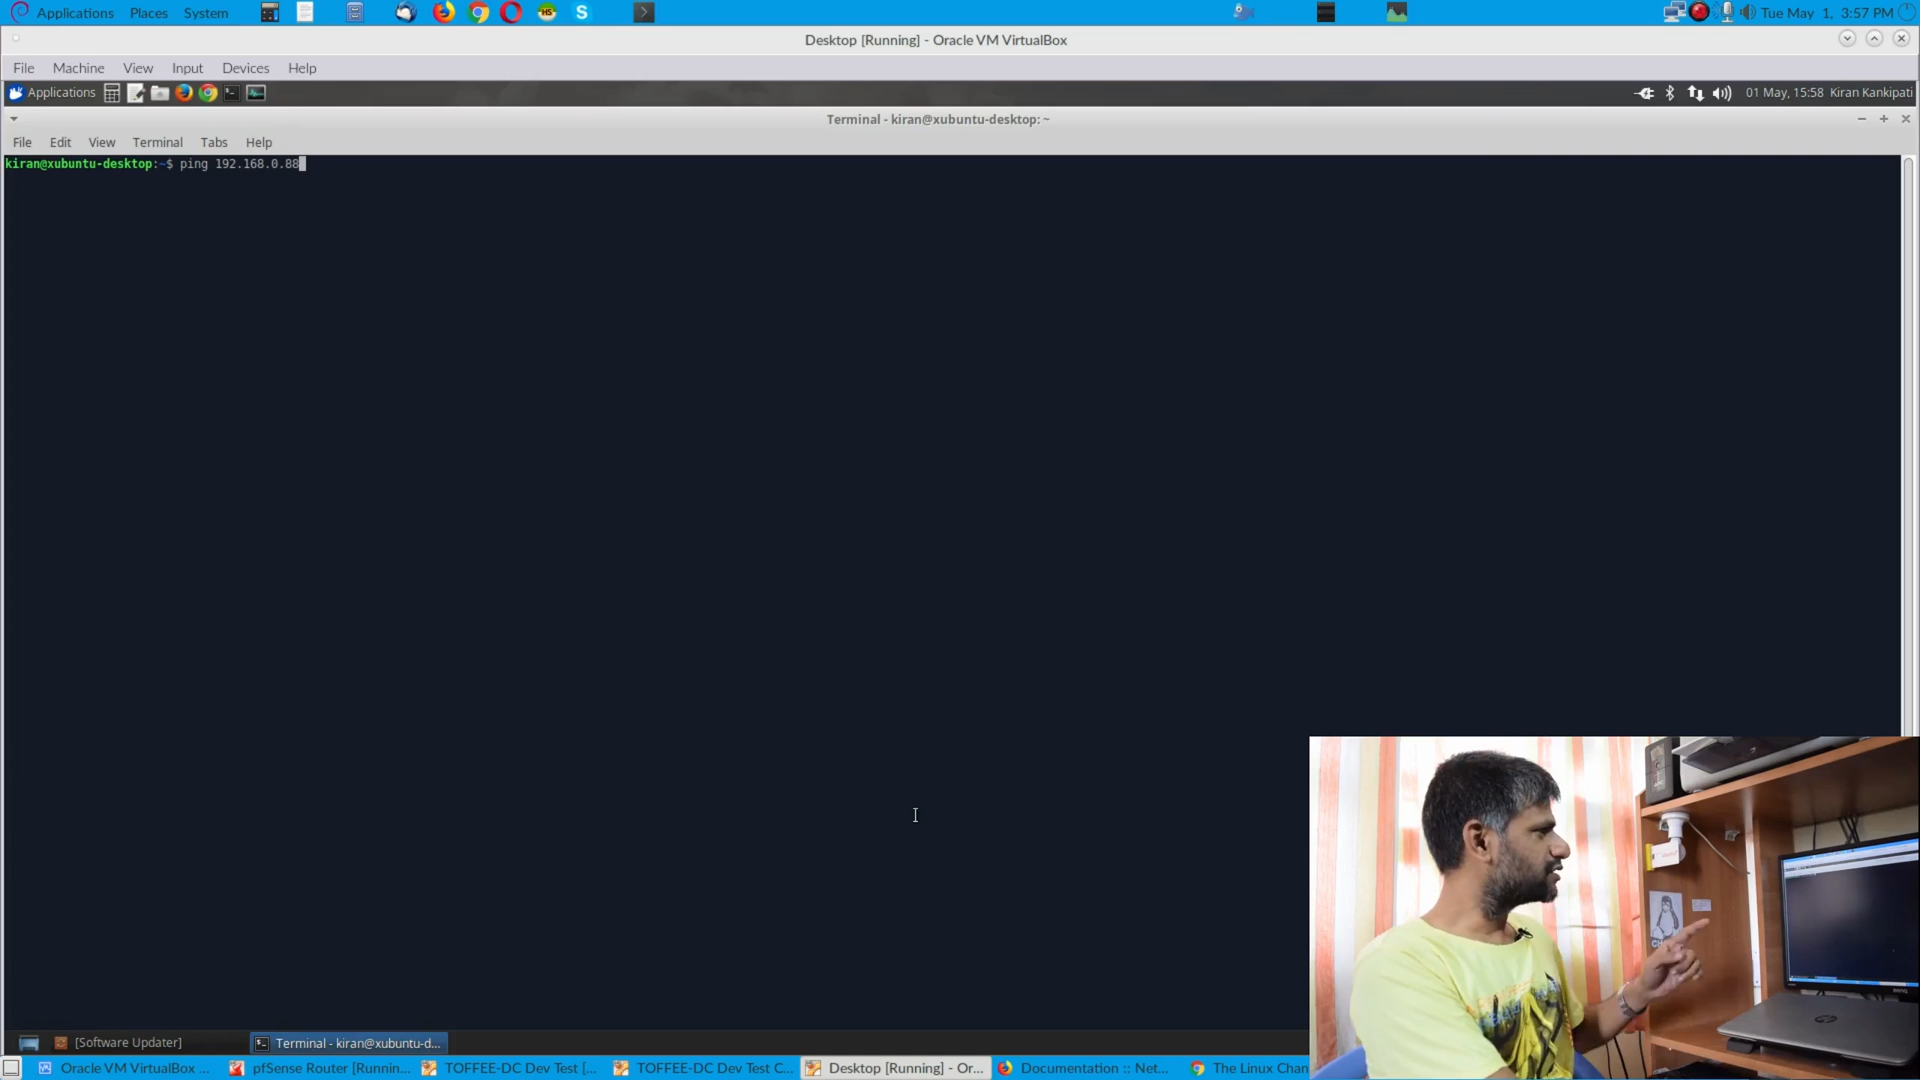 Applications Places System
Tue May 1, 3:57 PM
Desktop [Running] - Oracle VM VirtualBox
File Machine View Input Devices Help
Applications
01 May, 15:58 Kiran Kankipati
Terminal - kiran@xubuntu-desktop: ~
File Edit View Terminal Tabs Help
kiran@xubuntu-desktop:~$ ping 192.168.0.88
[Software Updater] Terminal - kiran@xubuntu-d...
Oracle VM VirtualBox ... pfSense Router [Runnin... TOFFEE-DC Dev Test [... TOFFEE-DC Dev Test C... Desktop [Running] - Or... Documentation :: Net... The Linux Chan